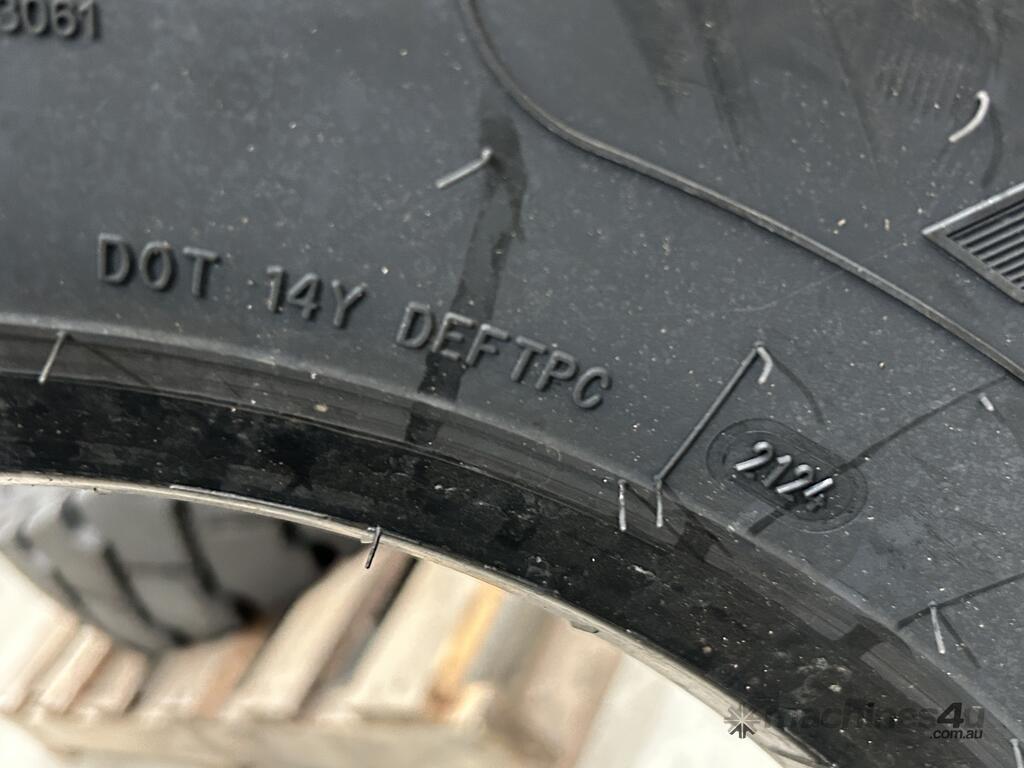 3061
DOT 14Y DEFTPC
2124
machines4u
.com.au